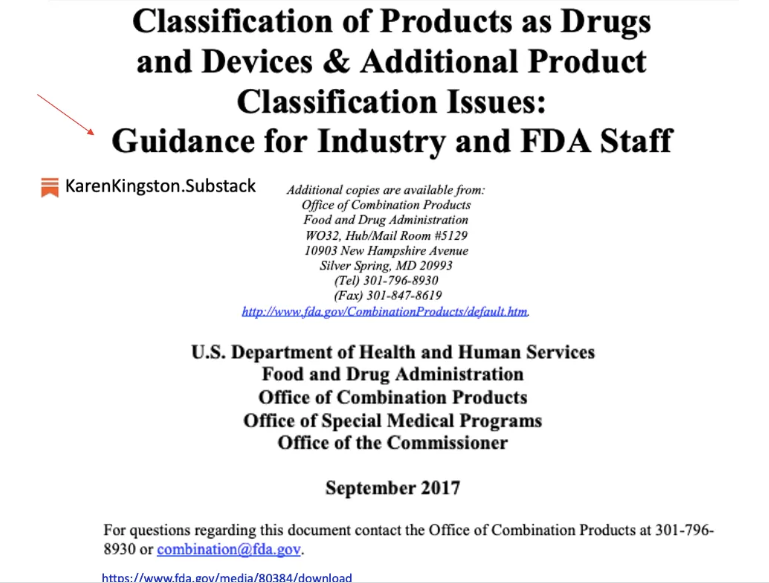 Classification of Products as Drugs
and Devices & Additional Product
Classification Issues:
Guidance for Industry and FDA Staff
KarenKingston.Substack
Additional copies are available from:
Office of Combination Products
Food and Drug Administration
WO32, Hub/Mail Room #5129
10903 New Hampshire Avenue
Silver Spring, MD 20993
(Tel) 301-796-8930
(Fax) 301-847-8619
http://www.fda.gov/CombinationProducts/default.htm.
U.S. Department of Health and Human Services
Food and Drug Administration
Office of Combination Products
Office of Special Medical Programs
Office of the Commissioner
September 2017
For questions regarding this document contact the Office of Combination Products at 301-796-
8930 or combination@fda.gov.
https://www.fda.gov/media/80384/download